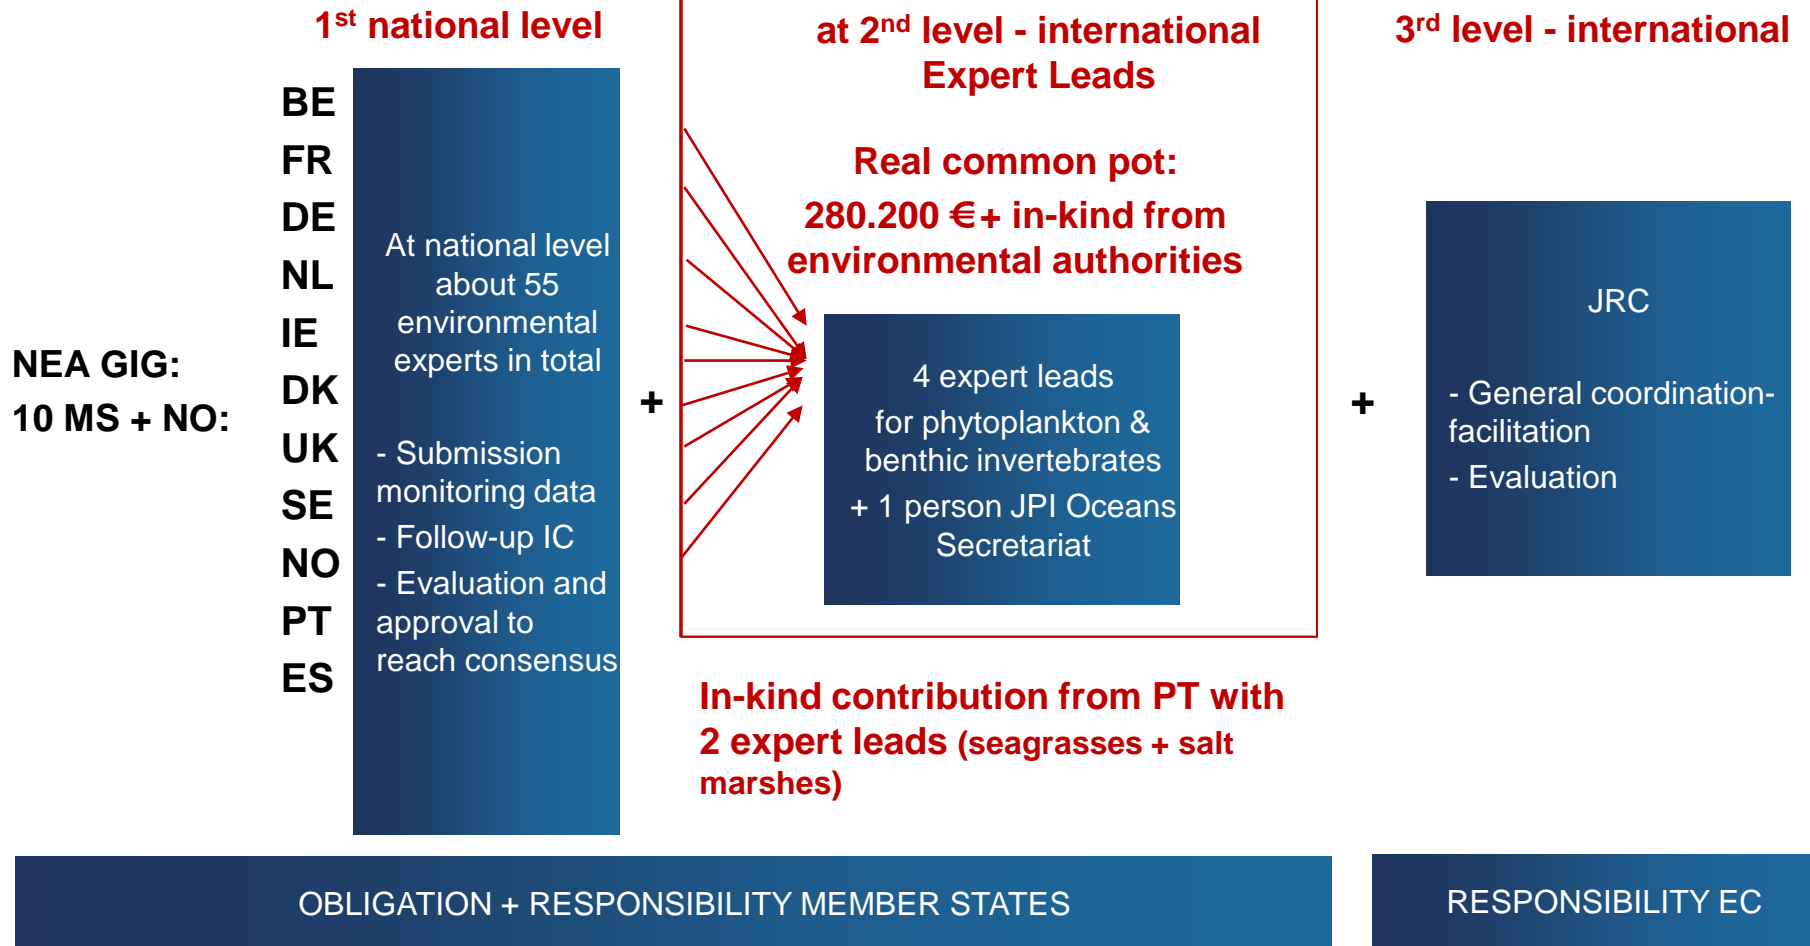 1st national level
at 2nd level - international
Expert Leads
3rd level - international
NEA GIG:
10 MS + NO:
BE
FR
DE
NL
IE
DK
UK
SE
NO
PT
ES
At national level
about 55
environmental
experts in total
- Submission
monitoring data
- Follow-up IC
- Evaluation and
approval to
reach consensus
+
Real common pot:
280.200 €+ in-kind from
environmental authorities
4 expert leads
for phytoplankton &
benthic invertebrates
+ 1 person JPI Oceans
Secretariat
In-kind contribution from PT with
2 expert leads (seagrasses + salt
marshes)
+
JRC
- General coordination-
facilitation
- Evaluation
OBLIGATION + RESPONSIBILITY MEMBER STATES
RESPONSIBILITY EC